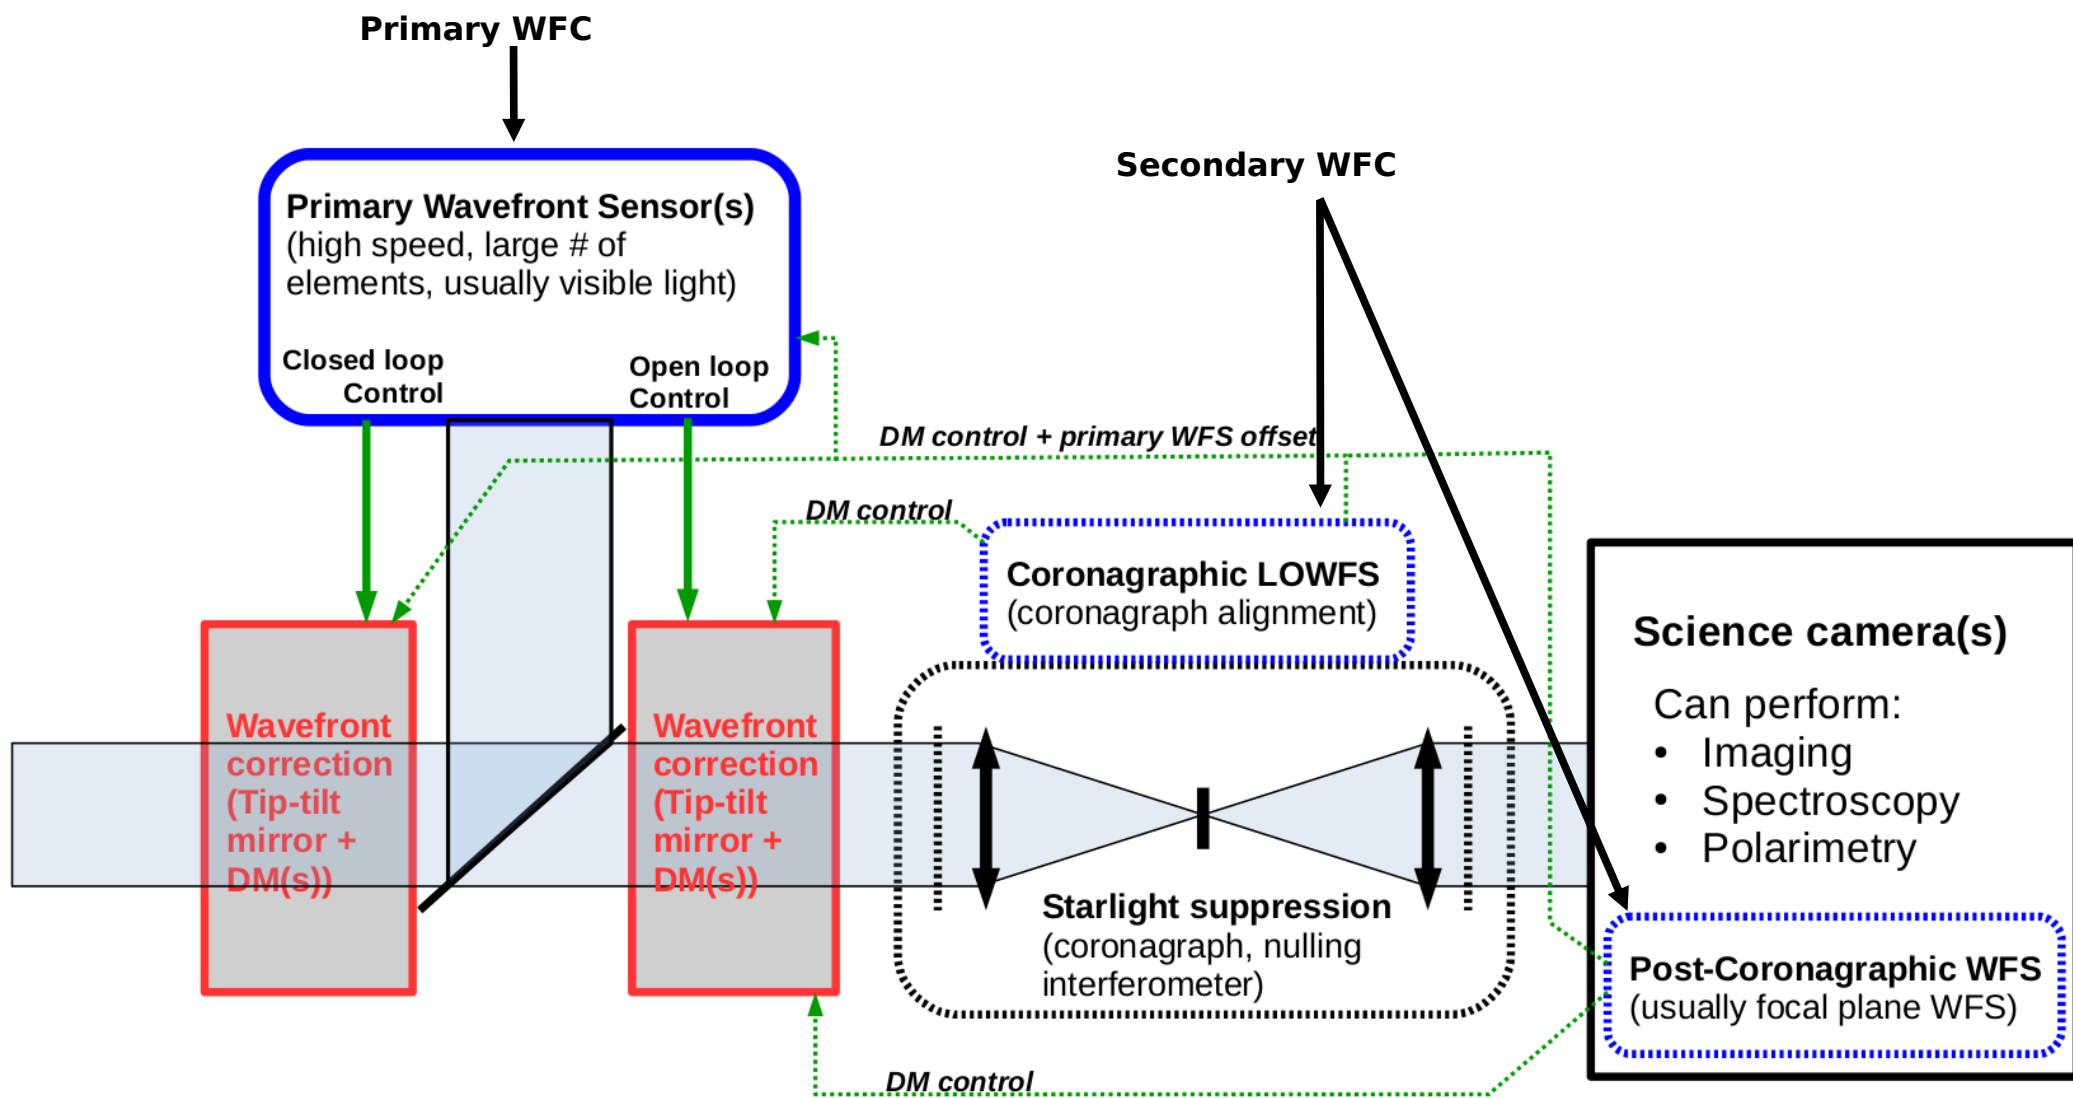 Primary WFC
Secondary WFC
Primary Wavefront Sensor(s)
(high speed, large # of
elements, usually visible light)
Closed loop
Control
Open loop
Control
DM control + primary WFS offset
DM control
Coronagraphic LOWFS
(coronagraph alignment)
Science camera(s)
Can perform:
• Imaging
• Spectroscopy
• Polarimetry
Wavefront
correction
(Tip-tilt
mirror +
DM(s))
Wavefront
correction
(Tip-tilt
mirror +
DM(s))
Starlight suppression
(coronagraph, nulling
interferometer)
Post-Coronagraphic WFS
(usually focal plane WFS)
DM control